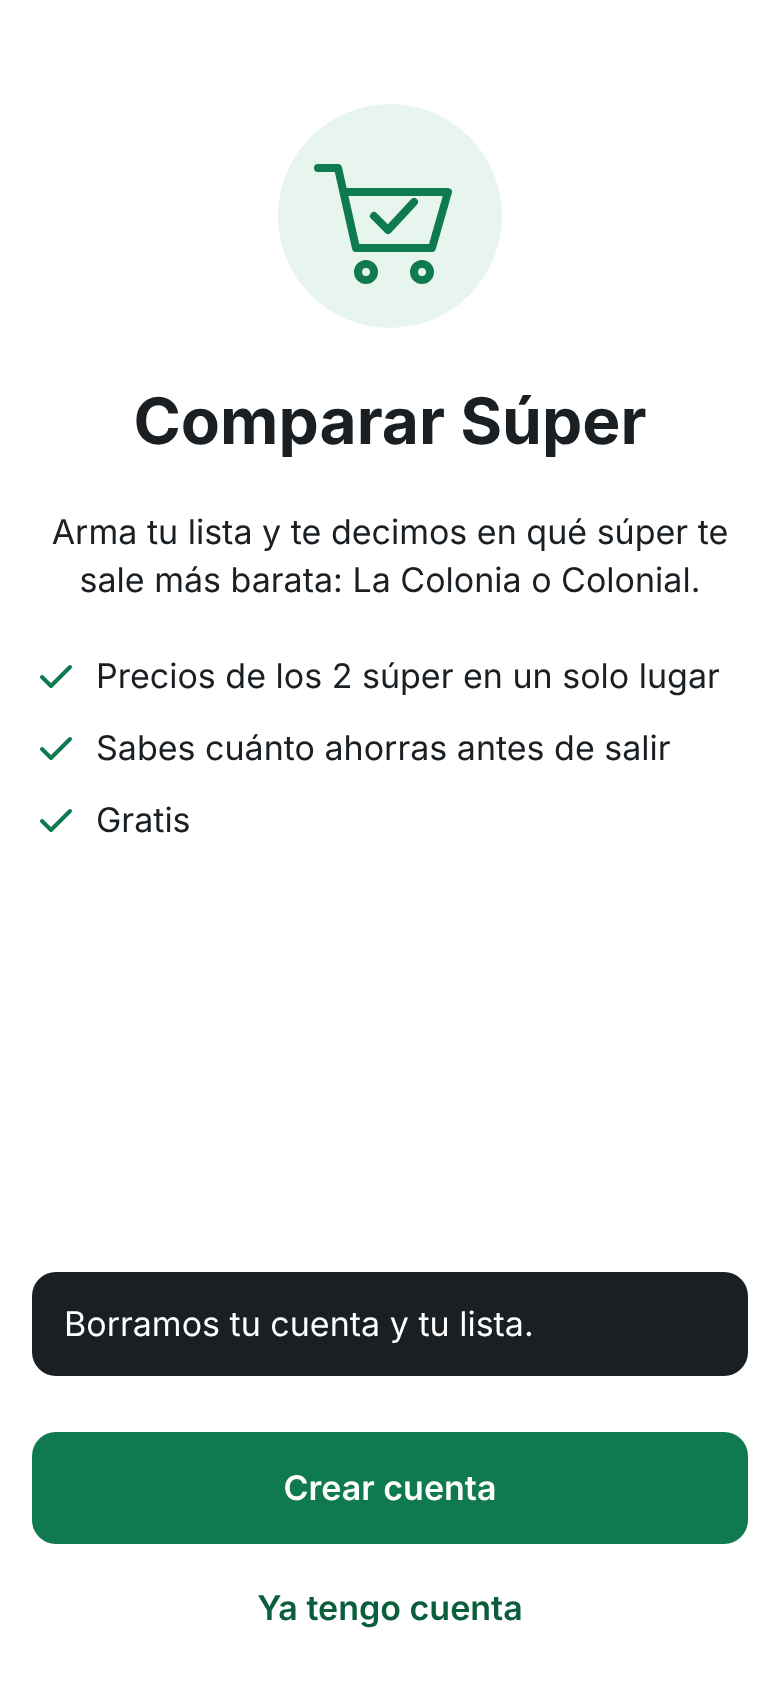 Comparar Súper
Arma tu lista y te decimos en qué súper te
sale más barata: La Colonia o Colonial.
Precios de los 2 súper en un solo lugar
Sabes cuánto ahorras antes de salir
Gratis
Borramos tu cuenta y tu lista.
Crear cuenta
Ya tengo cuenta